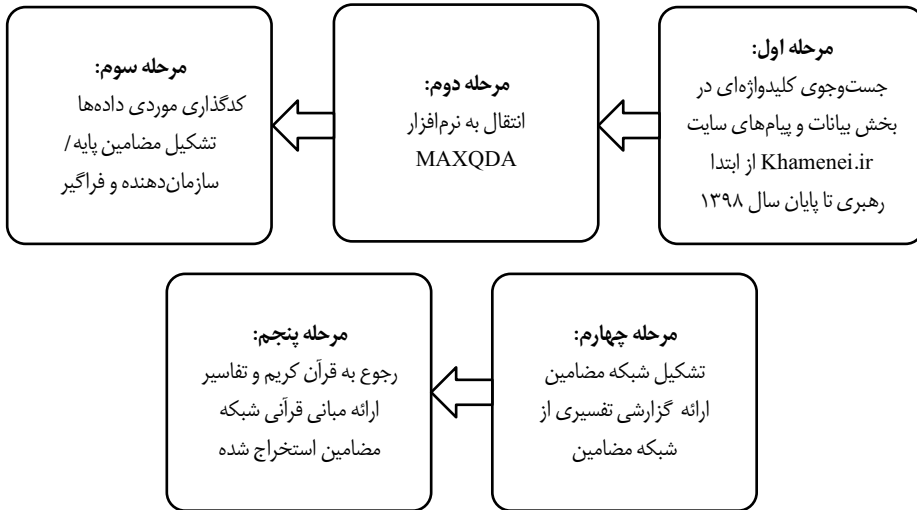 مرحله اول:
جست‌وجوی کلیدواژه‌ای در
بخش بیانات و پیام‌های سایت
Khamenei.ir از ابتدا
رهبری تا پایان سال ۱۳۹۸
مرحله دوم:
انتقال به نرم‌افزار
MAXQDA
مرحله سوم:
کدگذاری موردی داده‌ها
تشکیل مضامین پایه/
سازمان‌دهنده و فراگیر
مرحله چهارم:
تشکیل شبکه مضامین
ارائه گزارشی تفسیری از
شبکه مضامین
مرحله پنجم:
رجوع به قرآن کریم و تفاسیر
ارائه مبانی قرآنی شبکه
مضامین استخراج شده